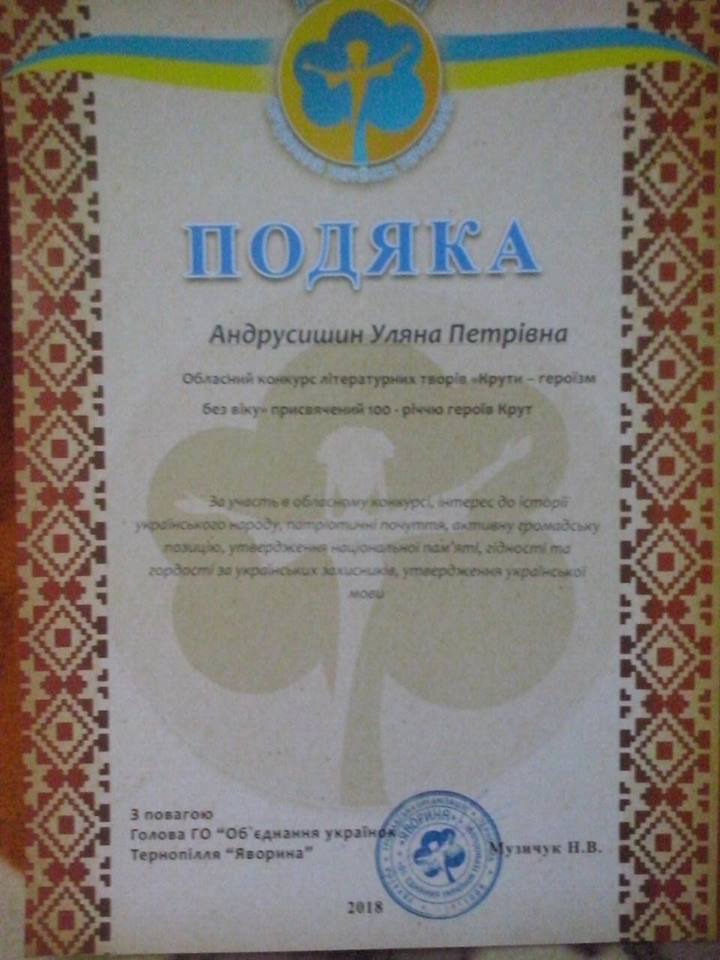 ПОДЯКА
Андрусишин Уляна Петрівна
Обласний конкурс літературних творів «Крути – героїзм
без віку» присвячений 100 - річчю героїв Крут
За участь в обласному конкурсі, інтерес до історії
українського народу, патріотичні почуття, активну громадську
позицію, утвердження національної пам'яті, гідності та
гордості за українських захисників, утвердження української
мови
З повагою
Голова ГО "Об'єднання українок
Тернопілля "Яворина"
Музичук Н.В.
ЯВОРИНА
2018